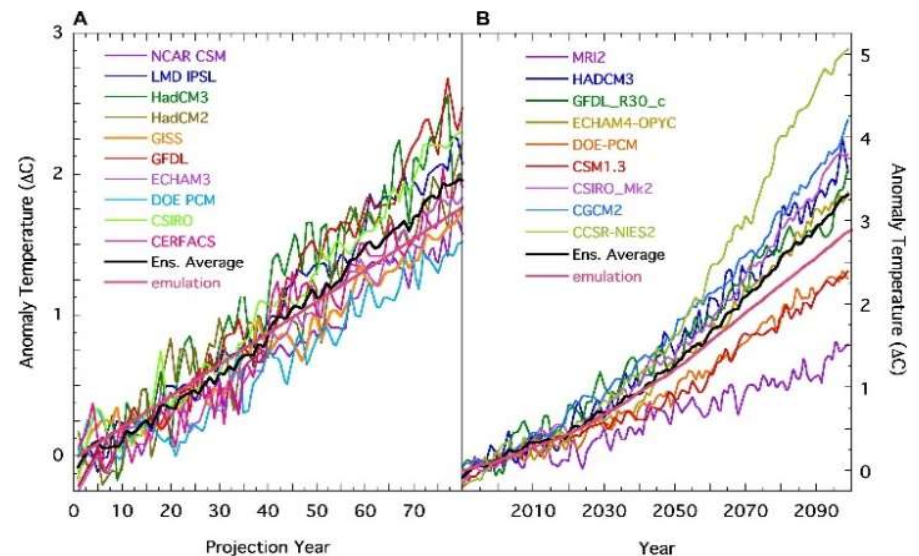 A
B
3
2
1
0
Anomaly Temperature (ΔC)
NCAR CSM
LMD IPSL
HadCM3
HadCM2
GISS
GFDL
ECHAM3
DOE PCM
CSIRO
CERFACS
Ens. Average
emulation
0 10 20 30 40 50 60 70
Projection Year
MRI2
HADCM3
GFDL_R30_c
ECHAM4-OPYC
DOE-PCM
CSM1.3
CSIRO_Mk2
CGCM2
CCSR-NIES2
Ens. Average
emulation
5
4
3
2
1
0
Anomaly Temperature (ΔC)
2010 2030 2050 2070 2090
Year